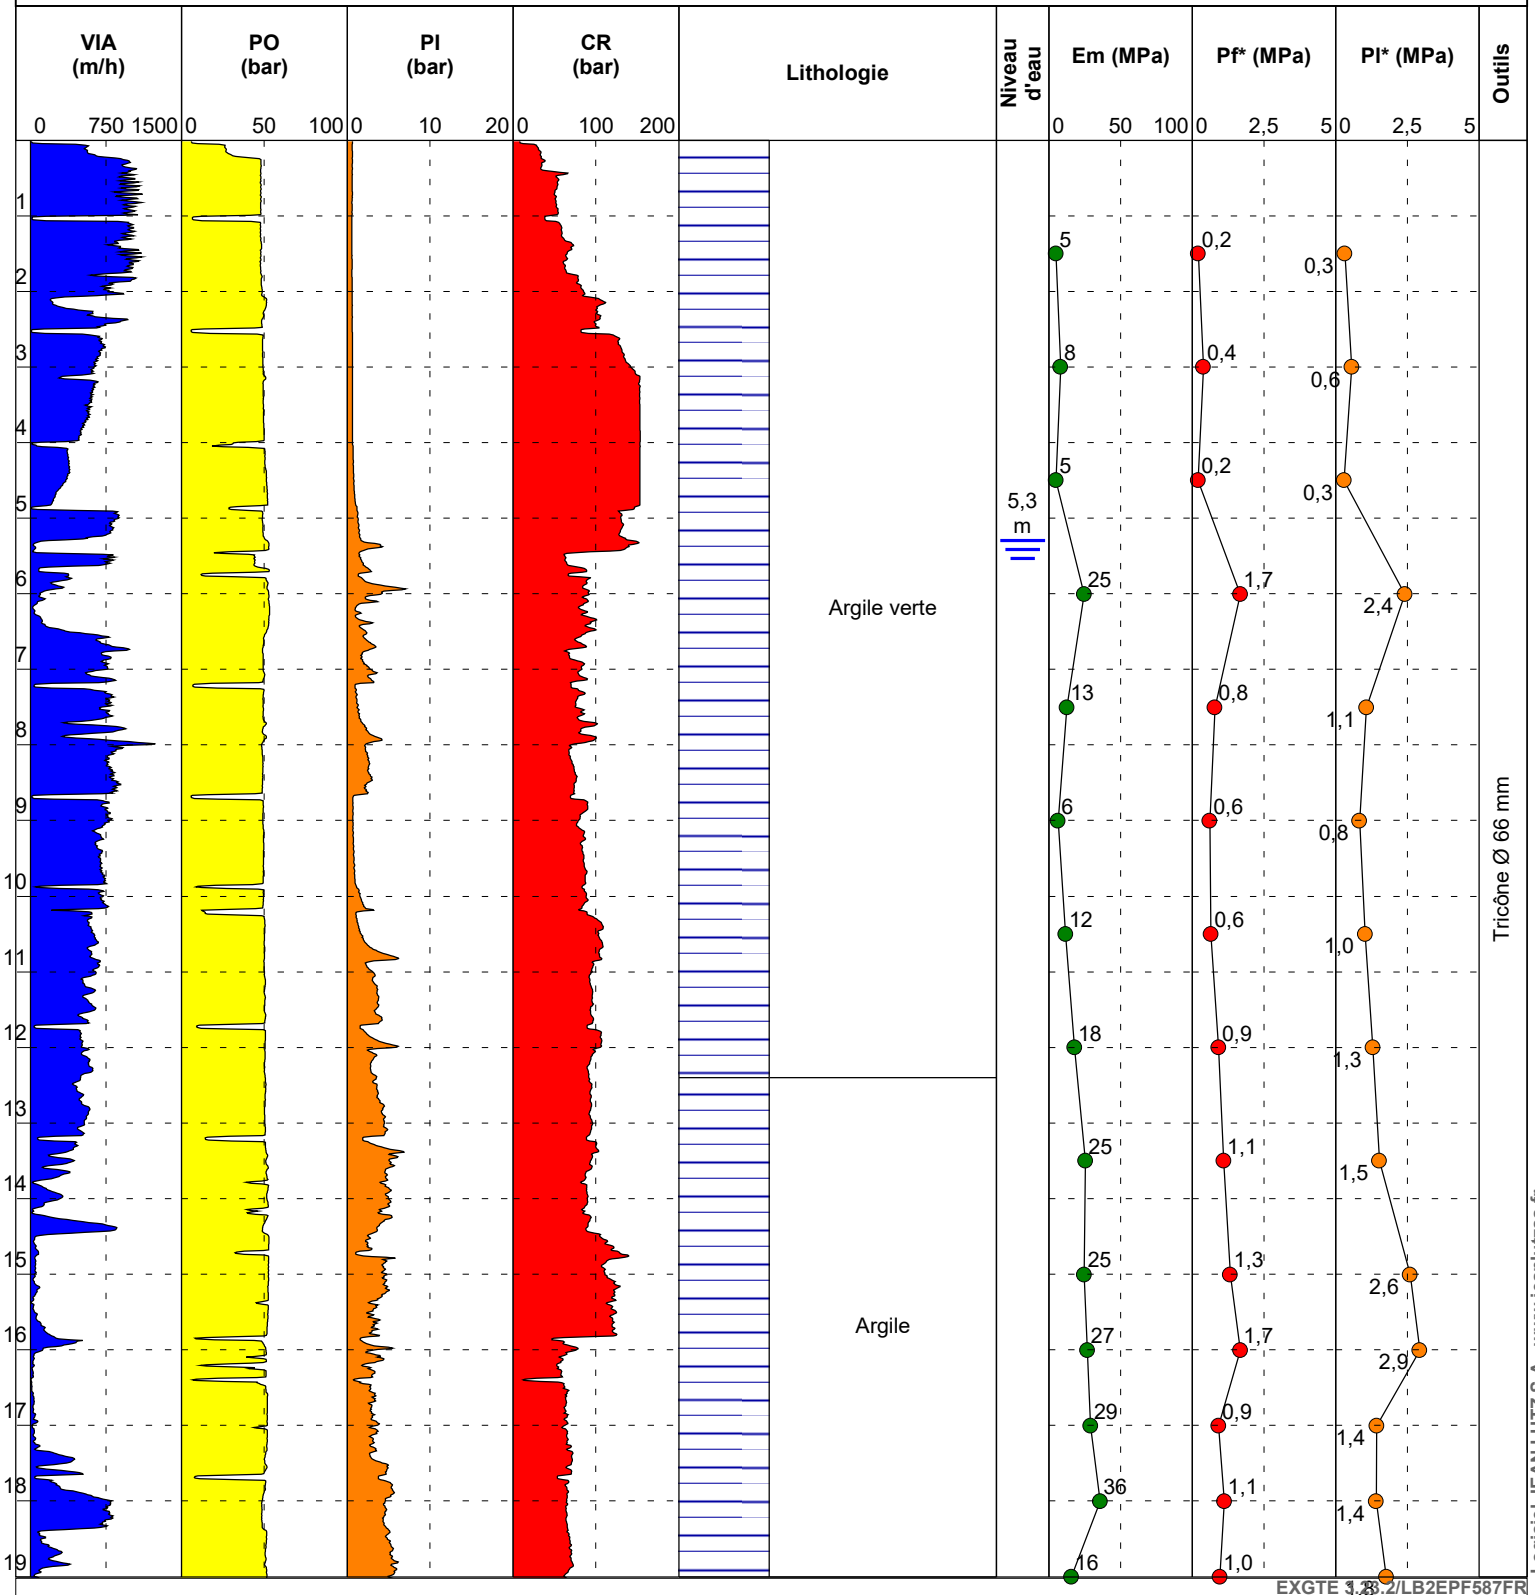 VIA
(m/h)
PO
(bar)
PI
(bar)
CR
(bar)
Lithologie
Niveau
d'eau
Em (MPa)
Pf* (MPa)
Pl* (MPa)
Outils
0 750 1500 0 50 100 0 10 20 0 100 200 0 50 100 0 2,5 5 0 2,5 5
1
5 0,2 0,3
2
3
8 0,4 0,6
4
5 0,2 0,3
5
5,3
m
6
25 1,7 2,4
Argile verte
7
13 0,8 1,1
8
9
6 0,6 0,8
10
12 0,6 1,0
11
12
18 0,9 1,3
13
25 1,1 1,5
14
15
25 1,3 2,6
Argile
16
27 1,7 2,9
17
29 0,9 1,4
18
36 1,1 1,4
19
16 1,0 1,8
Tricône Ø 66 mm
EXGTE 3.23.2/LB2EPF587FR